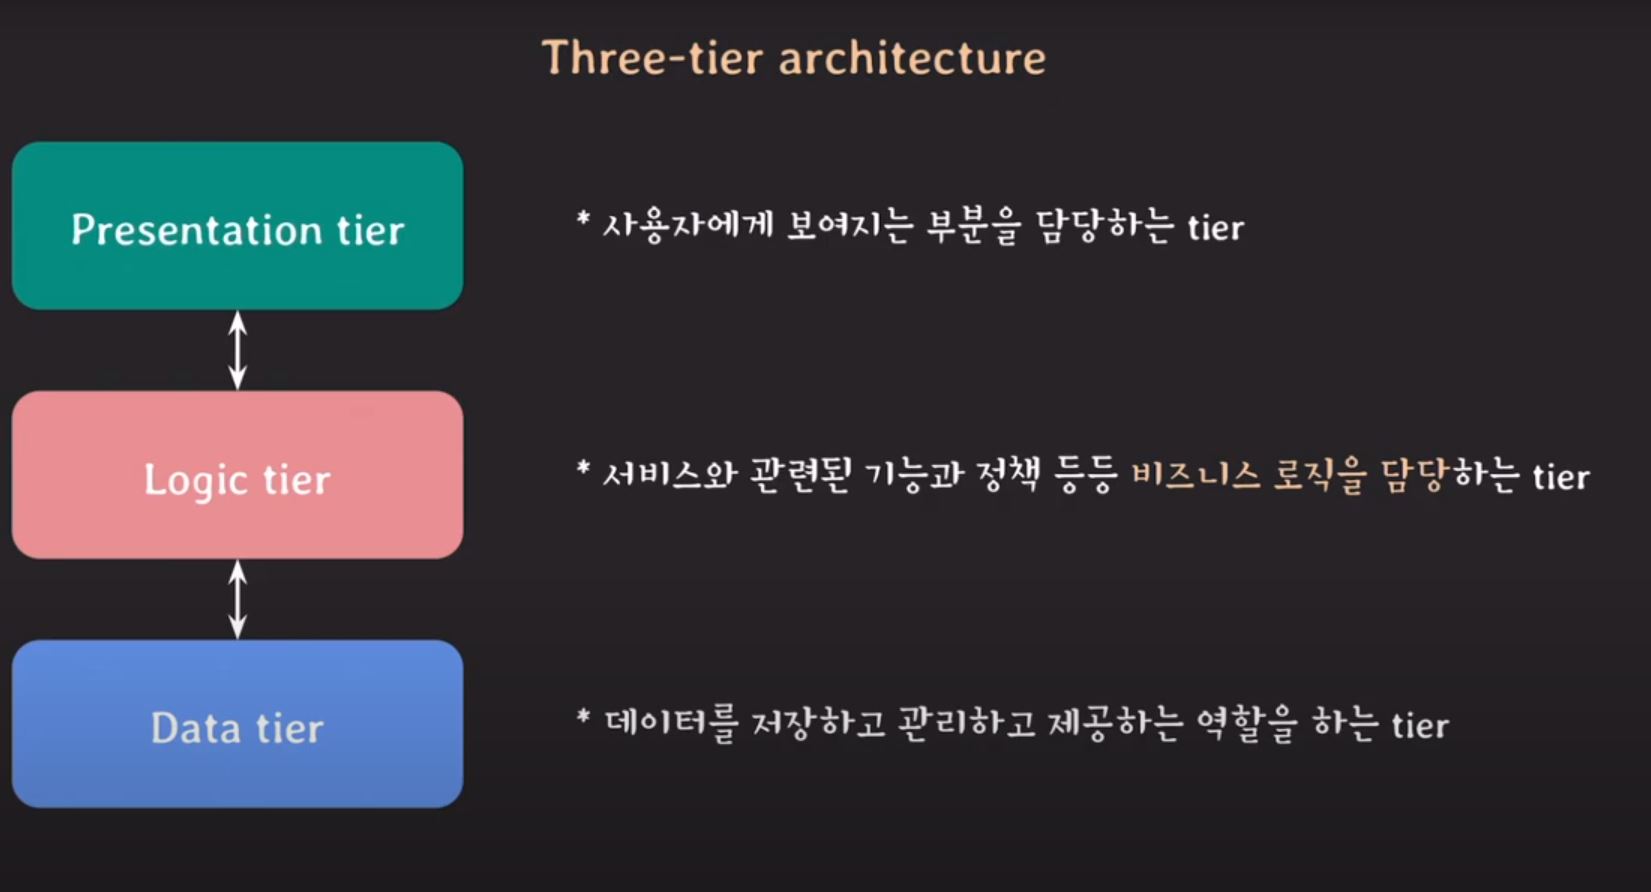 Three-tier architecture
Presentation tier
* 사용자에게 보여지는 부분을 담당하는 tier
Logic tier
* 서비스와 관련된 기능과 정책 등등 비즈니스 로직을 담당하는 tier
Data tier
* 데이터를 저장하고 관리하고 제공하는 역할을 하는 tier